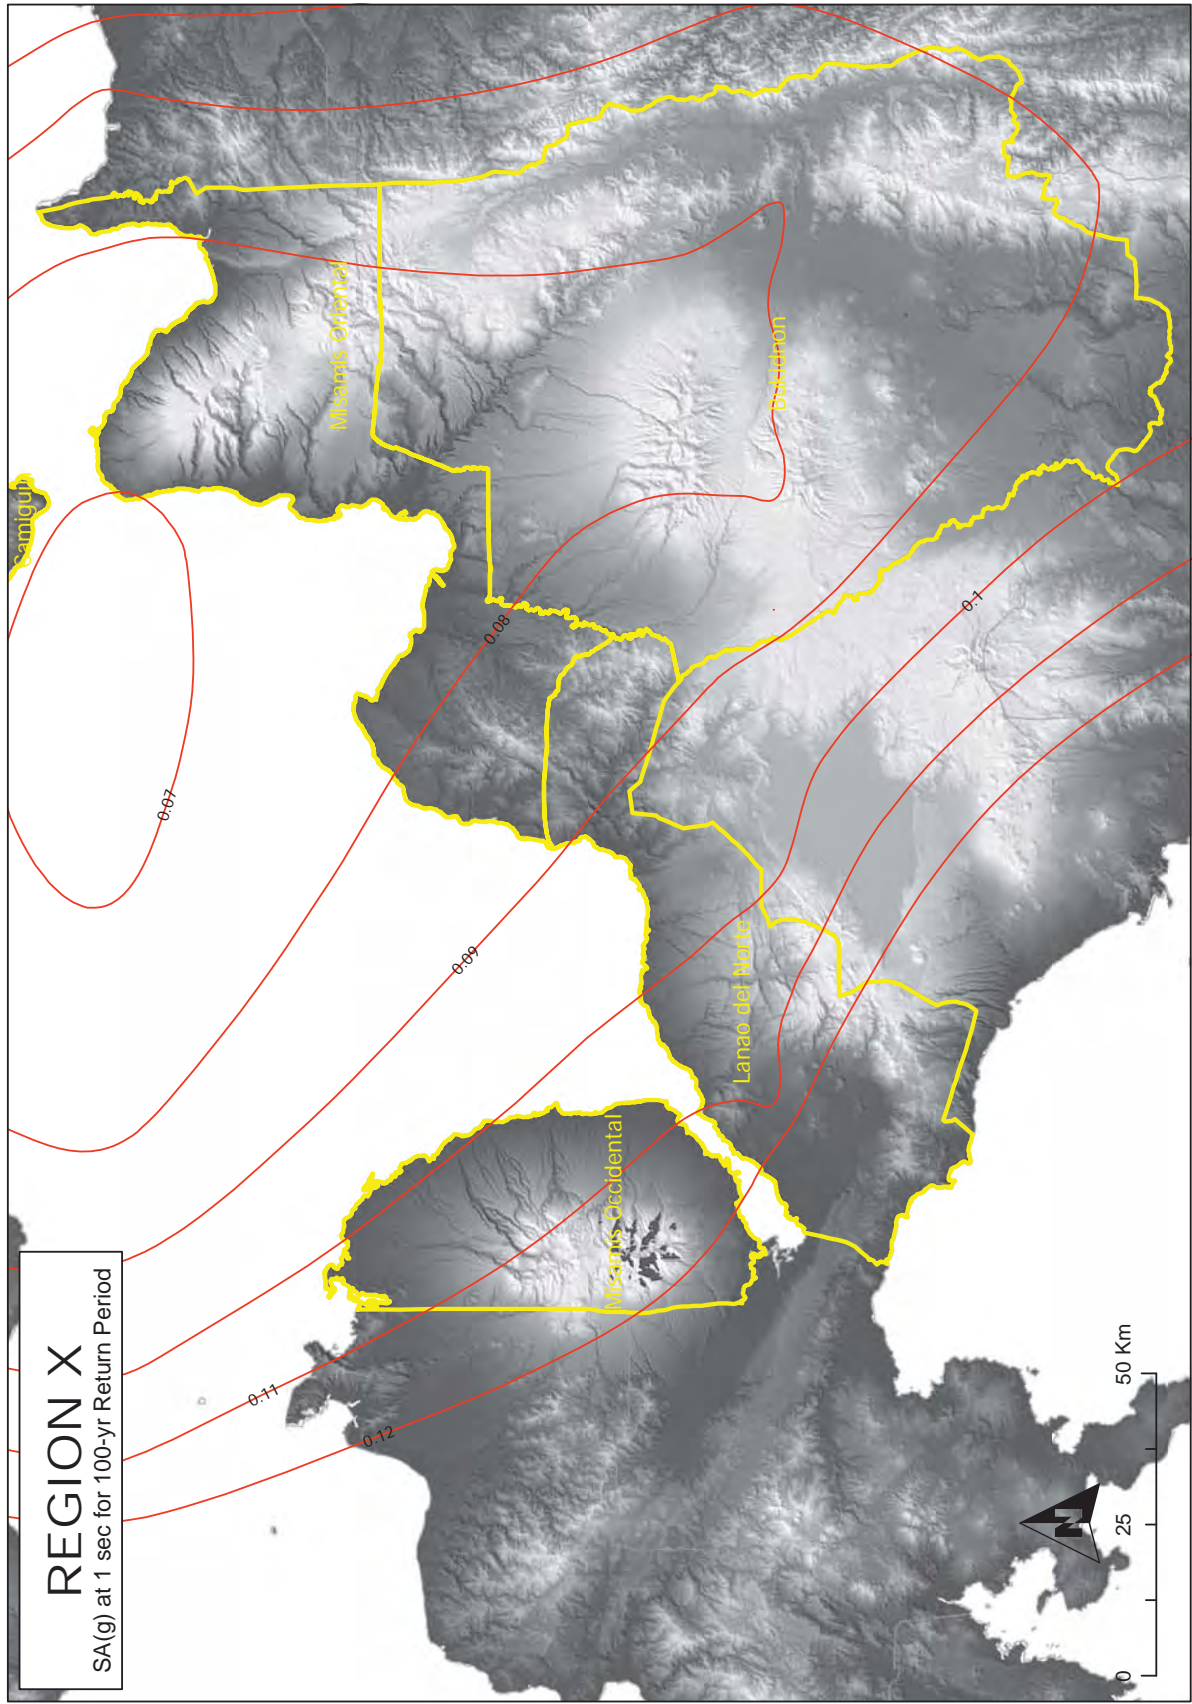 REGION X
SA(g) at 1 sec for 100-yr Return Period
Camiguin
Misamis Oriental
Bukidnon
Misamis Occidental
Lanao del Norte
0.07
0.08
0.09
0.1
0.11
0.12
N
0 25 50 Km